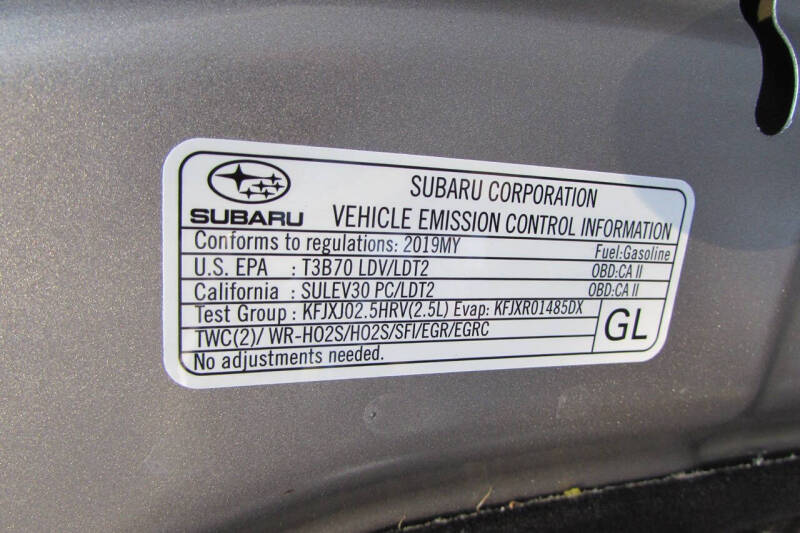 SUBARU CORPORATION
SUBARU VEHICLE EMISSION CONTROL INFORMATION
Conforms to regulations: 2019MY Fuel:Gasoline
U.S. EPA : T3B70 LDV/LDT2 OBD:CA II
California : SULEV30 PC/LDT2 OBD:CA II
Test Group : KFJXJ02.5HRV(2.5L) Evap: KFJXR01485DX
TWC(2)/ WR-HO2S/HO2S/SFI/EGR/EGRC GL
No adjustments needed.